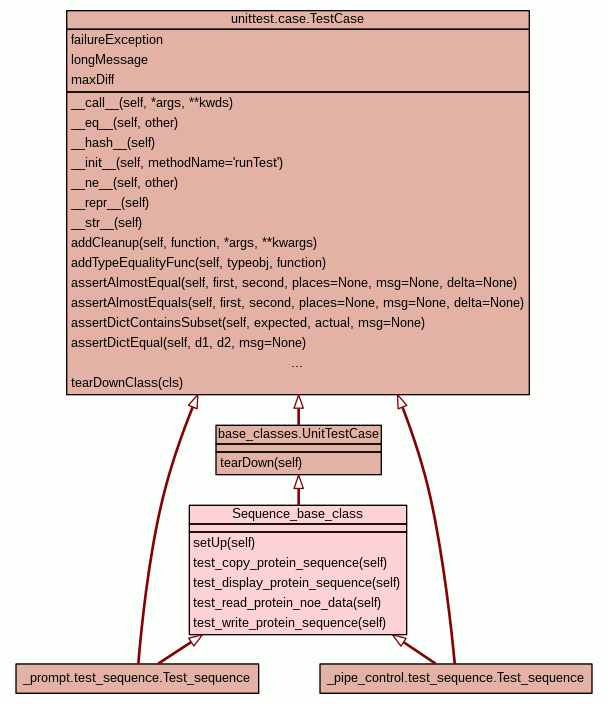 unittest.case.TestCase
failureException
longMessage
maxDiff
__call__(self, *args, **kwds)
__eq__(self, other)
__hash__(self)
__init__(self, methodName='runTest')
__ne__(self, other)
__repr__(self)
__str__(self)
addCleanup(self, function, *args, **kwargs)
addTypeEqualityFunc(self, typeobj, function)
assertAlmostEqual(self, first, second, places=None, msg=None, delta=None)
assertAlmostEquals(self, first, second, places=None, msg=None, delta=None)
assertDictContainsSubset(self, expected, actual, msg=None)
assertDictEqual(self, d1, d2, msg=None)
...
tearDownClass(cls)
base_classes.UnitTestCase
tearDown(self)
Sequence_base_class
setUp(self)
test_copy_protein_sequence(self)
test_display_protein_sequence(self)
test_read_protein_noe_data(self)
test_write_protein_sequence(self)
_prompt.test_sequence.Test_sequence
_pipe_control.test_sequence.Test_sequence